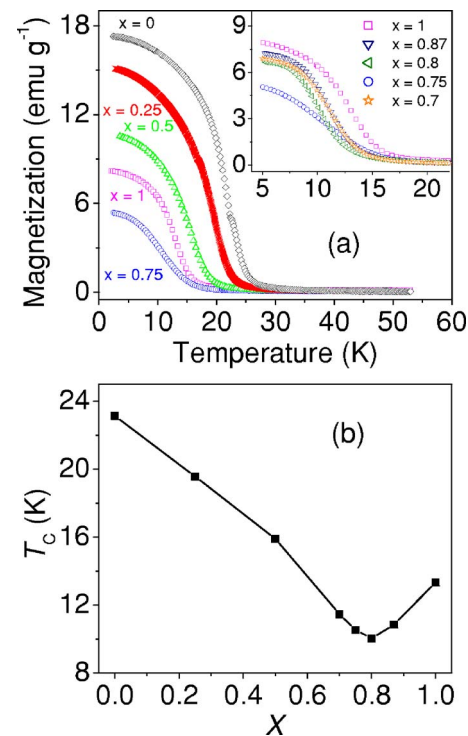 x = 0
x = 0.25
x = 0.5
x = 1
x = 0.75
Magnetization (emu g⁻¹)
18
12
6
0
0 10 20 30 40 50 60
Temperature (K)
(a)
9
6
3
0
5 10 15 20
x = 1
x = 0.87
x = 0.8
x = 0.75
x = 0.7
(b)
T_C (K)
24
20
16
12
8
0.0 0.2 0.4 0.6 0.8 1.0
X